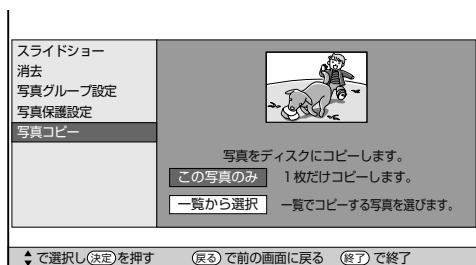 スライドショー
消去
写真グループ設定
写真保護設定
写真コピー
写真をディスクにコピーします。
この写真のみ 1枚だけコピーします。
一覧から選択 一覧でコピーする写真を選びます。
で選択し決定を押す 戻るで前の画面に戻る 終了で終了